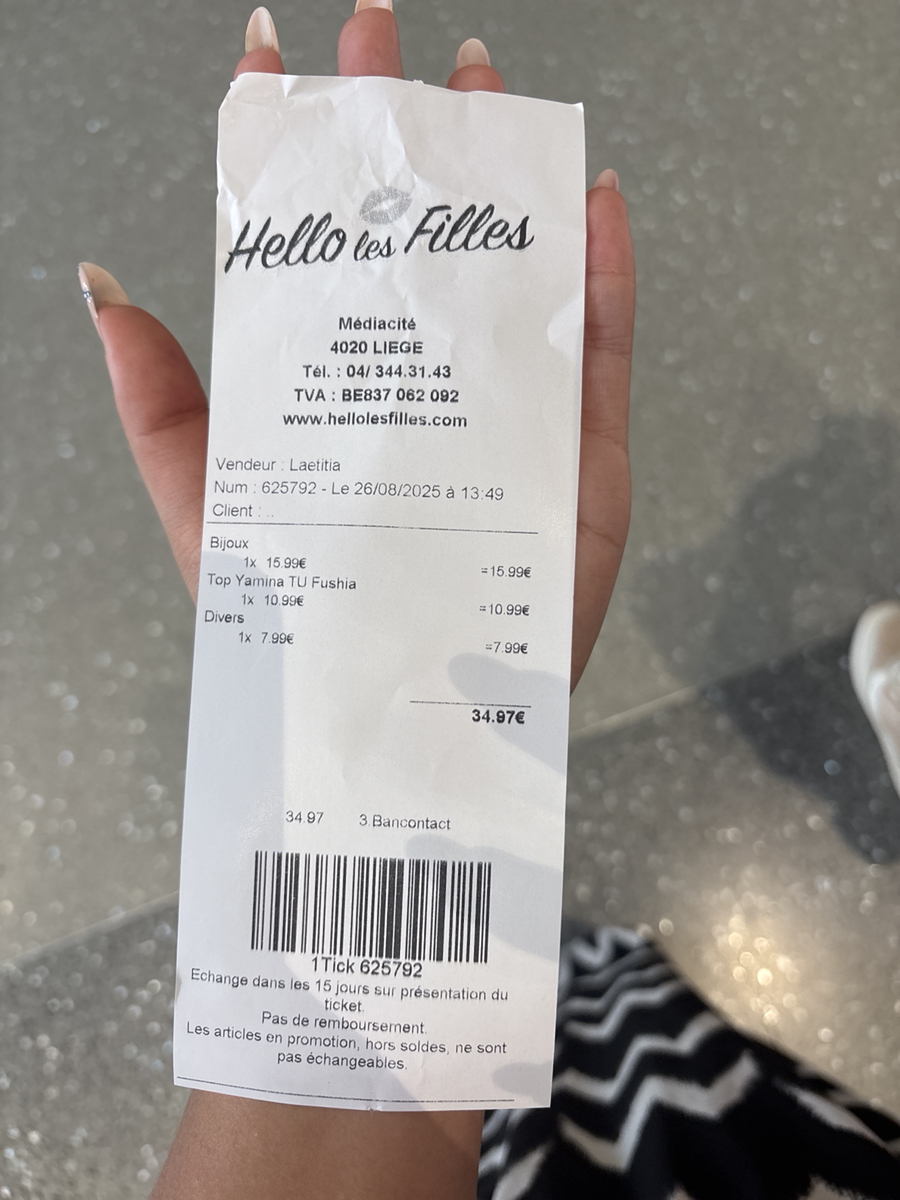 Hello les Filles
Médiacité
4020 LIEGE
Tél. : 04/ 344.31.43
TVA : BE837 062 092
www.hellolesfilles.com
Vendeur : Laetitia
Num : 625792 - Le 26/08/2025 à 13:49
Client : ..
Bijoux
1x 15.99€ =15.99€
Top Yamina TU Fushia
1x 10.99€ =10.99€
Divers
1x 7.99€ =7.99€
34.97€
34.97 3.Bancontact
1Tick 625792
Echange dans les 15 jours sur présentation du
ticket.
Pas de remboursement.
Les articles en promotion, hors soldes, ne sont
pas échangeables.